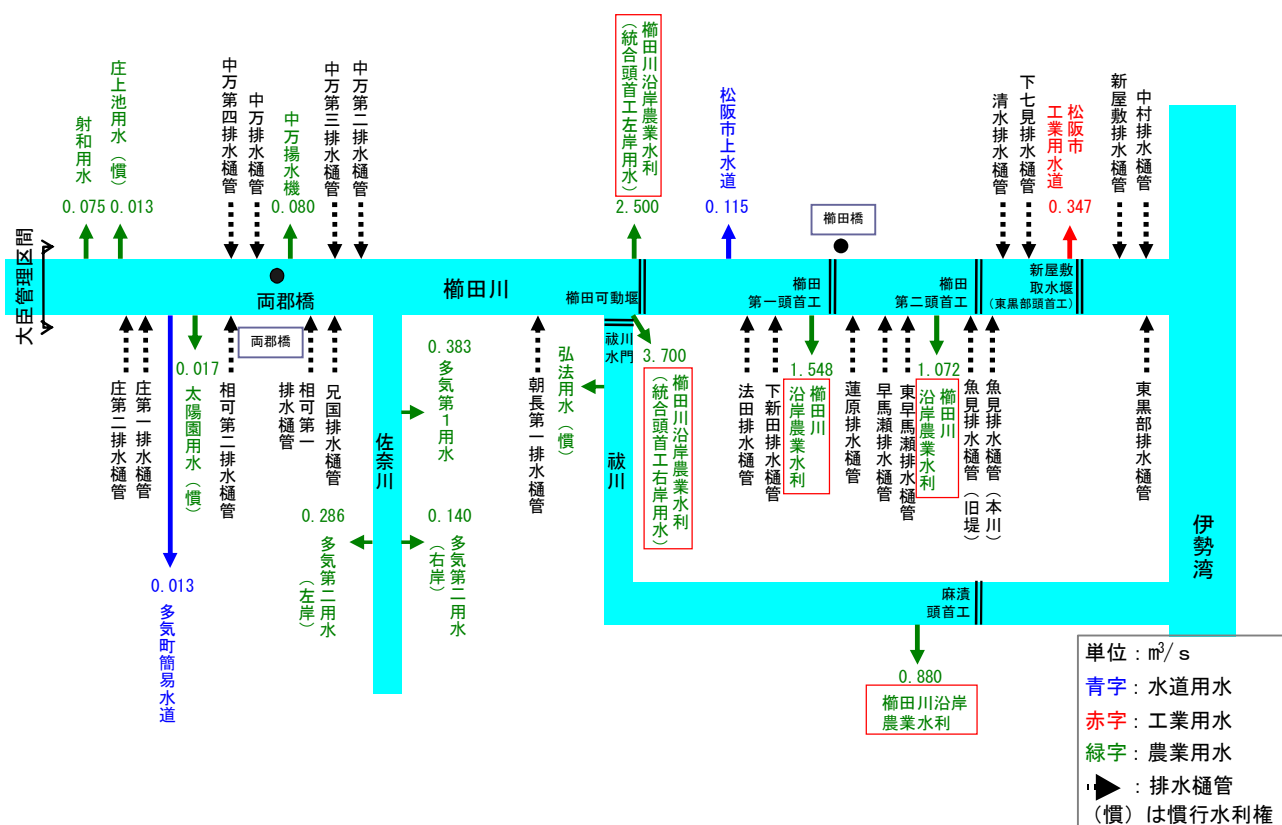 射和用水
0.075
庄上池用水（慣）
0.013
中万第四排水樋管
中万排水樋管
中万揚水機
0.080
中万第三排水樋管
中万第二排水樋管
櫛田川沿岸農業水利
（統合頭首工左岸用水）
2.500
松阪市上水道
0.115
櫛田橋
清水排水樋管
下七見排水樋管
松阪市
工業用水道
0.347
新屋敷排水樋管
中村排水樋管
大臣管理区間
両郡橋
櫛田川
櫛田可動堰
櫛田
第一頭首工
櫛田
第二頭首工
新屋敷
取水堰
（東黒部頭首工）
伊勢湾
庄第二排水樋管
庄第一排水樋管
0.013
多気町簡易水道
0.017
太陽園用水（慣）
相可第二排水樋管
両郡橋
相可第一
排水樋管
兄国排水樋管
佐奈川
0.383
多気第１用水
0.286
多気第二用水
（左岸）
0.140
多気第二用水
（右岸）
朝長第一排水樋管
弘法用水（慣）
祓川
水門
祓川
3.700
櫛田川沿岸農業水利
（統合頭首工右岸用水）
法田排水樋管
下新田排水樋管
1.548
櫛田川
沿岸農業水利
蓮原排水樋管
早馬瀬排水樋管
東早馬瀬排水樋管
1.072
櫛田川
沿岸農業水利
魚見排水樋管（旧堤）
魚見排水樋管（本川）
東黒部排水樋管
麻漬
頭首工
0.880
櫛田川沿岸
農業水利
単位：m³/ｓ
青字：水道用水
赤字：工業用水
緑字：農業用水
：排水樋管
（慣）は慣行水利権